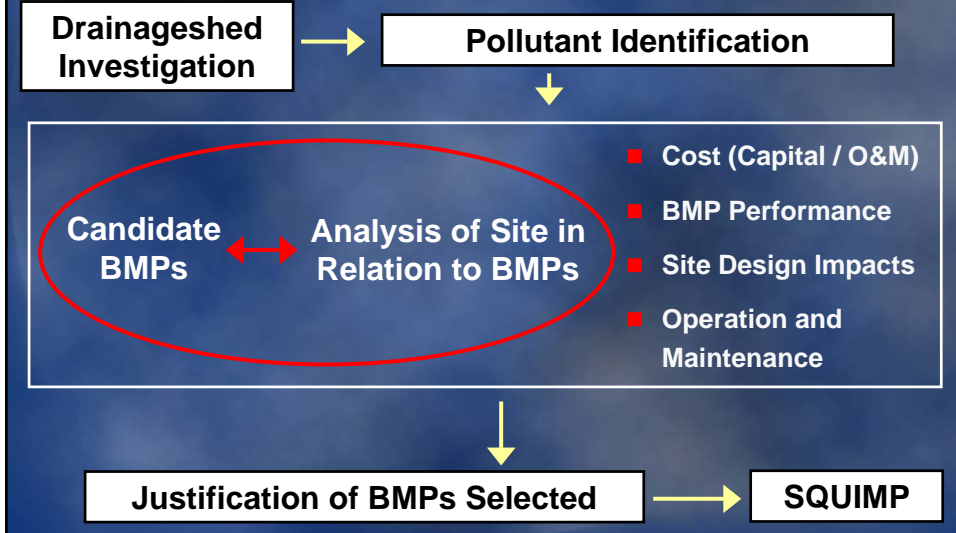 Drainageshed
Investigation
Pollutant Identification
Candidate
BMPs
Analysis of Site in
Relation to BMPs
Cost (Capital / O&M)
BMP Performance
Site Design Impacts
Operation and
Maintenance
Justification of BMPs Selected
SQUIMP